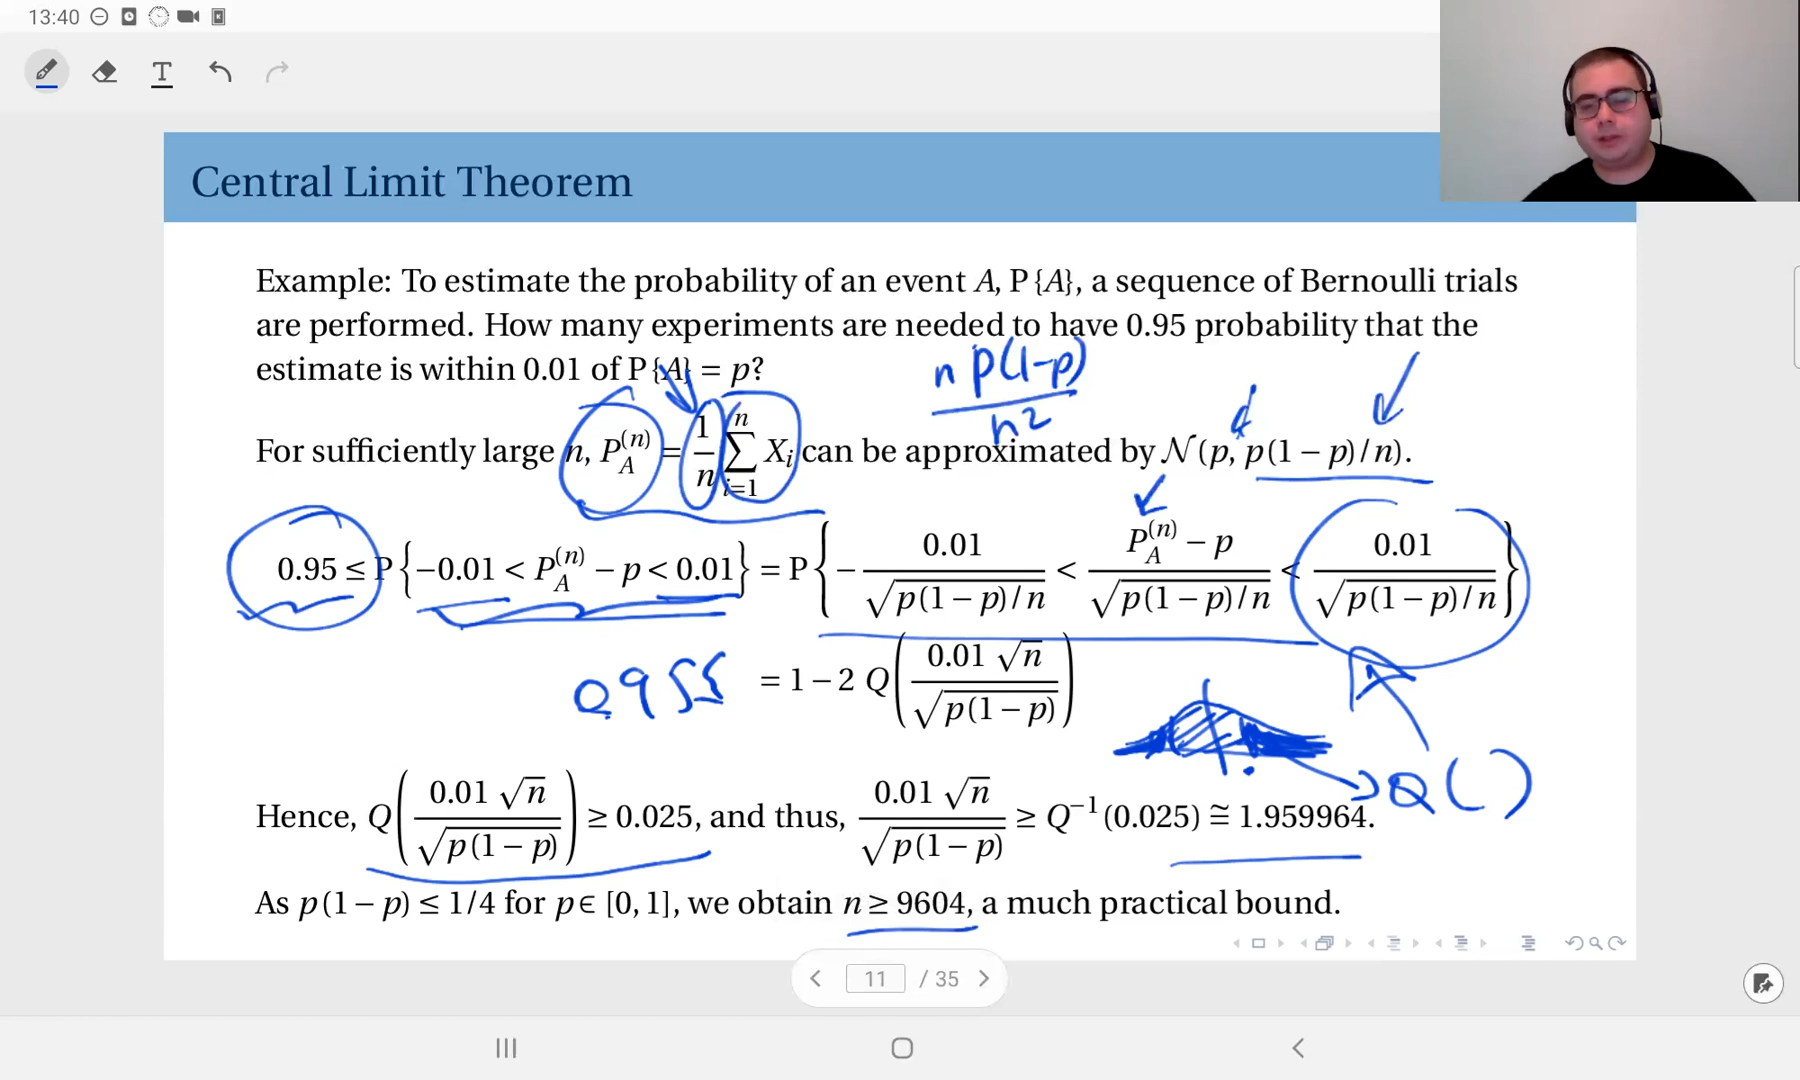 13:40
Central Limit Theorem
Example: To estimate the probability of an event A, P{A}, a sequence of Bernoulli trials
are performed. How many experiments are needed to have 0.95 probability that the
estimate is within 0.01 of P{A} = p?
n p(1-p) / n²
For sufficiently large n, P_A^(n) = 1/n ∑_{i=1}^{n} X_i can be approximated by 𝒩(p, p(1 − p)/n).
0.95 ≤ P{−0.01 < P_A^(n) − p < 0.01} = P{− 0.01/√(p(1 − p)/n) < (P_A^(n) − p)/√(p(1 − p)/n) < 0.01/√(p(1 − p)/n)}
= 1 − 2 Q(0.01 √n / √(p(1 − p)))
Q ( )
Hence, Q(0.01 √n / √(p(1 − p))) ≥ 0.025, and thus, 0.01 √n / √(p(1 − p)) ≥ Q⁻¹(0.025) ≅ 1.959964.
As p(1 − p) ≤ 1/4 for p ∈ [0, 1], we obtain n ≥ 9604, a much practical bound.
11 / 35